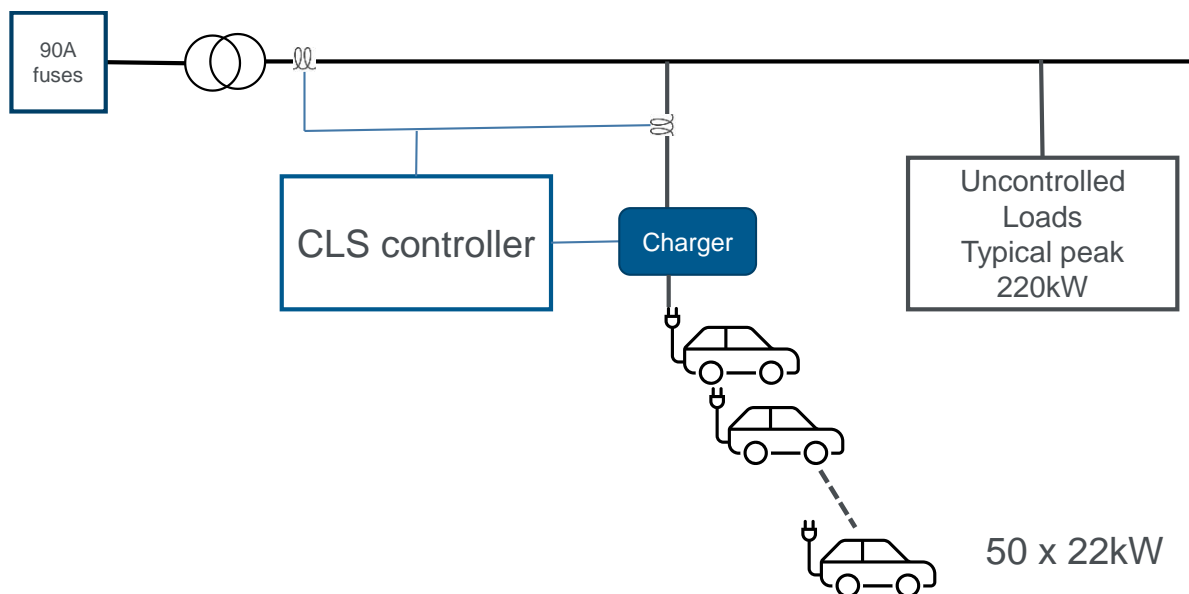 90A
fuses
CLS controller
Charger
Uncontrolled
Loads
Typical peak
220kW
50 x 22kW